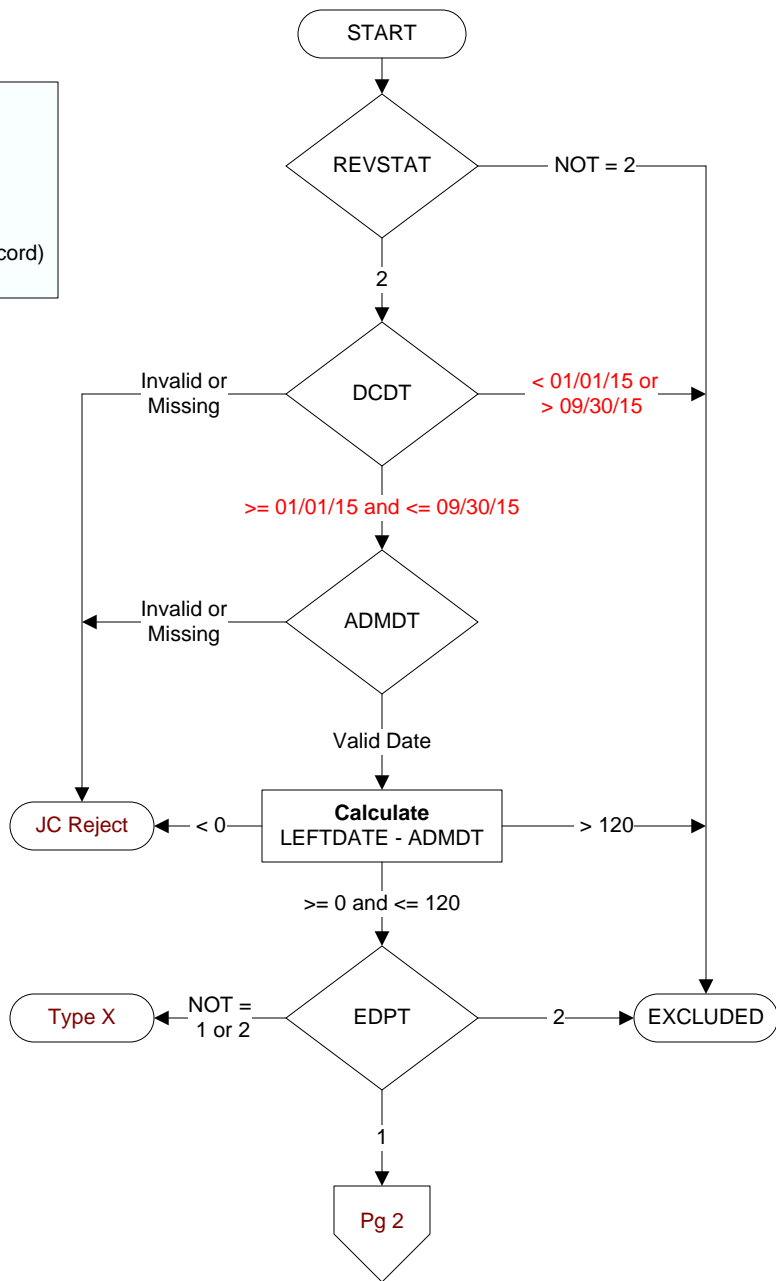 START
REVSTAT
NOT = 2
cord)
2
Invalid or
Missing
DCDT
< 01/01/15 or
> 09/30/15
>= 01/01/15 and <= 09/30/15
Invalid or
Missing
ADMDT
Valid Date
JC Reject
< 0
Calculate
LEFTDATE - ADMDT
> 120
>= 0 and <= 120
Type X
NOT =
1 or 2
EDPT
2
EXCLUDED
1
Pg 2